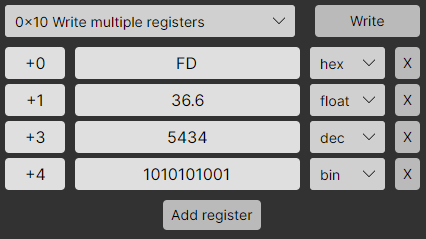 0×10 Write multiple registers Write
+0 FD hex X
+1 36.6 float X
+3 5434 dec X
+4 1010101001 bin X
Add register